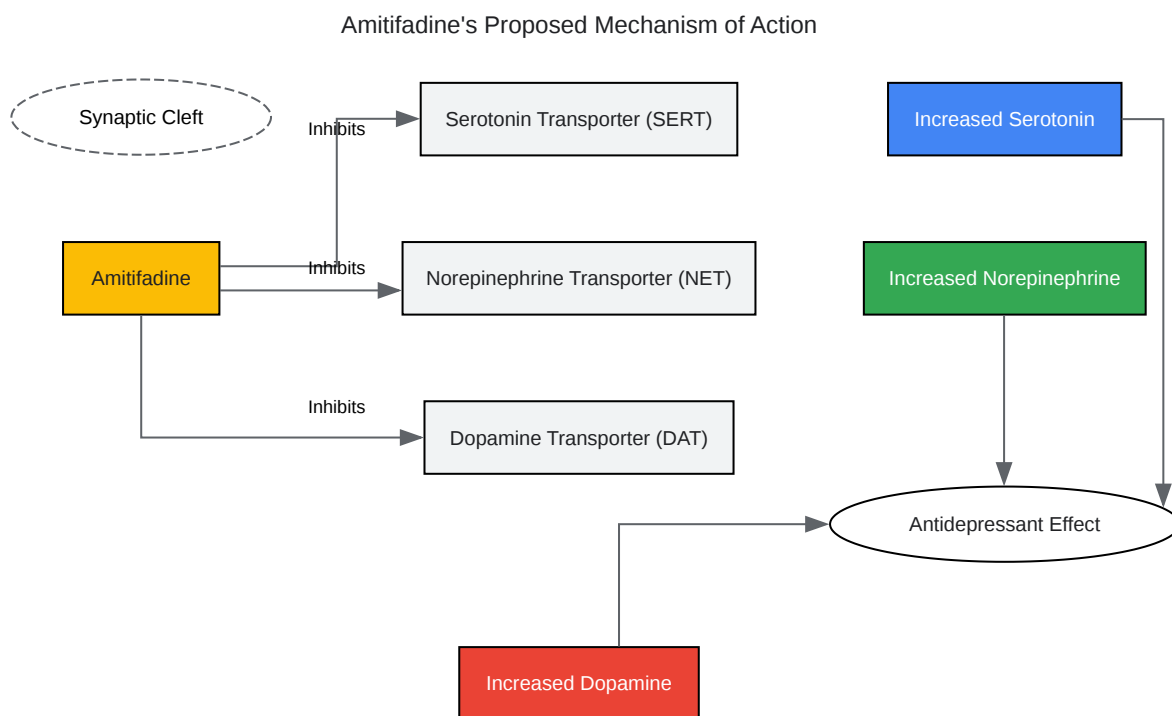 Amitifadine's Proposed Mechanism of Action
Synaptic Cleft
Inhibits
Serotonin Transporter (SERT)
Increased Serotonin
Amitifadine
Inhibits
Norepinephrine Transporter (NET)
Increased Norepinephrine
Inhibits
Dopamine Transporter (DAT)
Antidepressant Effect
Increased Dopamine